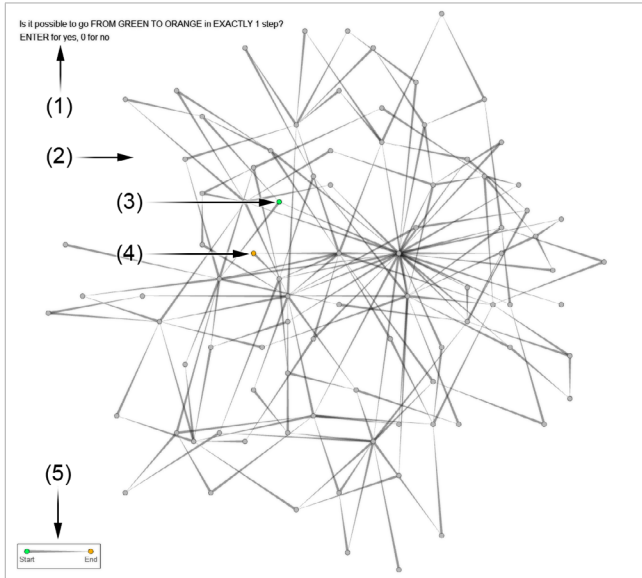 Is it possible to go FROM GREEN TO ORANGE in EXACTLY 1 step?
ENTER for yes, 0 for no
(1)
(2)
(3)
(4)
(5)
Start End